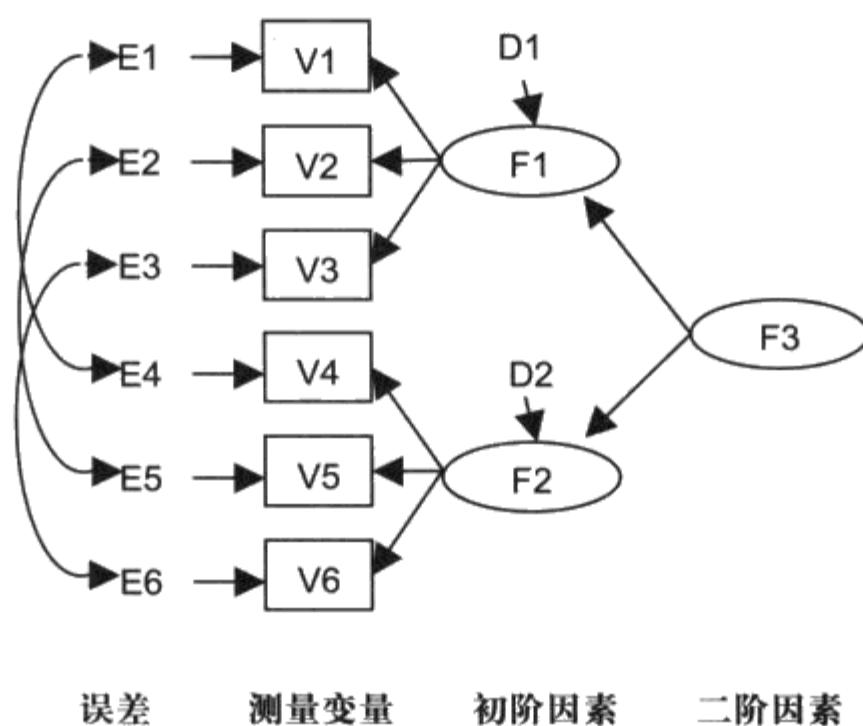 E1 V1 D1
E2 V2 F1
E3 V3
F3
E4 V4 D2
E5 V5 F2
E6 V6
误差 测量变量 初阶因素 二阶因素